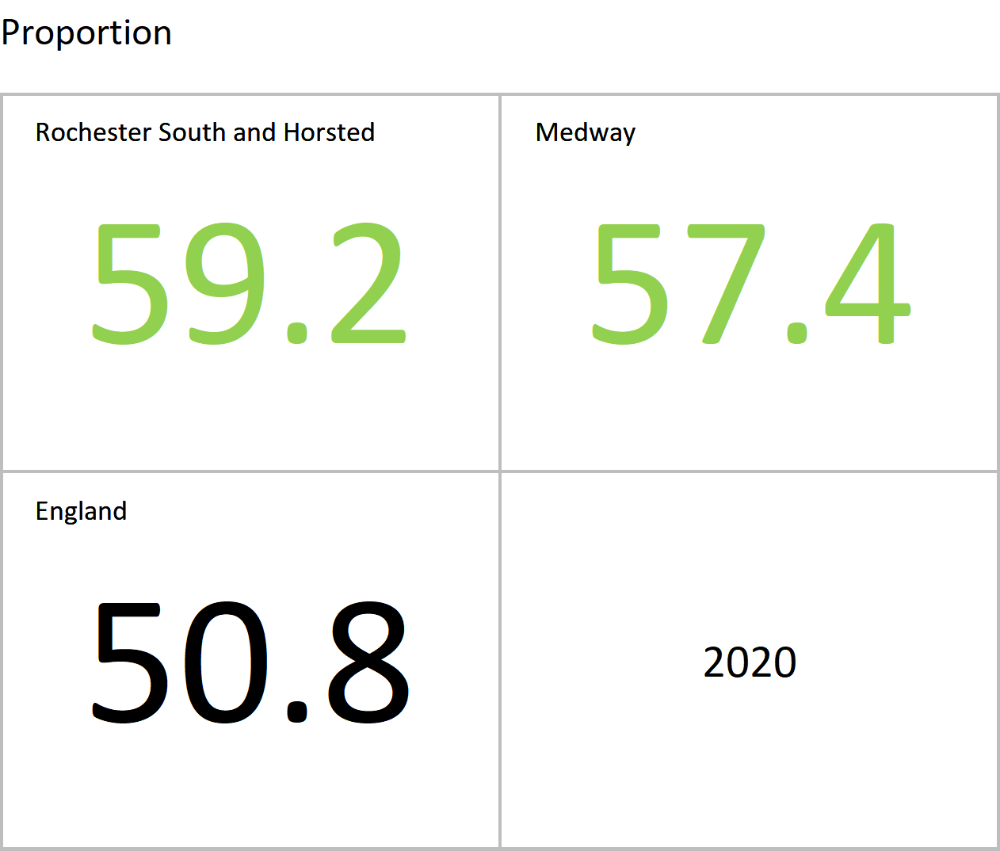 Proportion
Rochester South and Horsted
59.2
Medway
57.4
England
50.8
2020